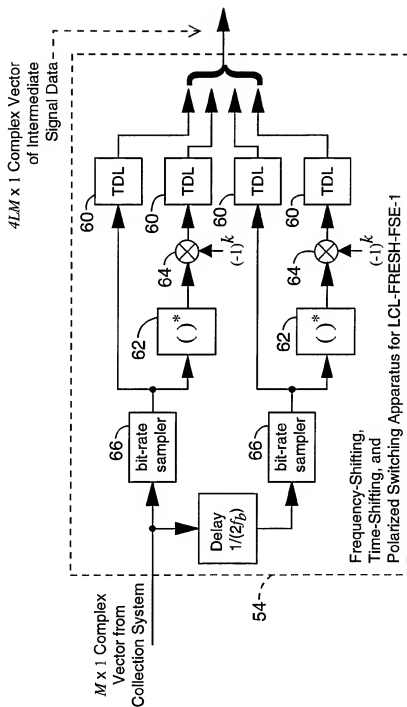 4LM x 1 Complex Vector
of Intermediate
Signal Data
M x 1 Complex
Vector from
Collection System
54
Delay
1/(2f_b)
66
bit-rate
sampler
66
bit-rate
sampler
62
( )*
62
( )*
64
(-1)^k
64
(-1)^k
60
TDL
60
TDL
60
TDL
60
TDL
Frequency-Shifting,
Time-Shifting, and
Polarized Switching Apparatus for LCL-FRESH-FSE-1